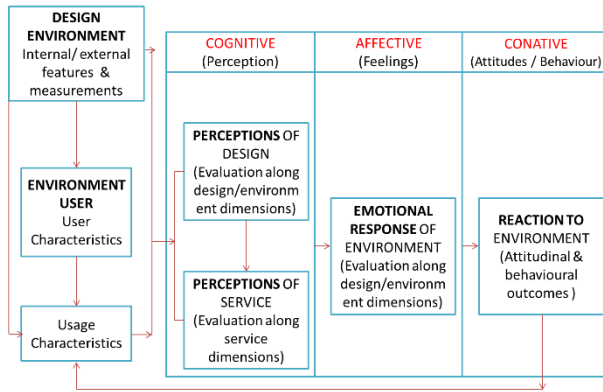 DESIGN
ENVIRONMENT
Internal/ external
features &
measurements
ENVIRONMENT
USER
User
Characteristics
Usage
Characteristics
COGNITIVE
(Perception)
PERCEPTIONS OF
DESIGN
(Evaluation along
design/environm
ent dimensions)
PERCEPTIONS OF
SERVICE
(Evaluation along
service
dimensions)
AFFECTIVE
(Feelings)
EMOTIONAL
RESPONSE OF
ENVIRONMENT
(Evaluation along
design/environm
ent dimensions)
CONATIVE
(Attitudes / Behaviour)
REACTION TO
ENVIRONMENT
(Attitudinal &
behavioural
outcomes )